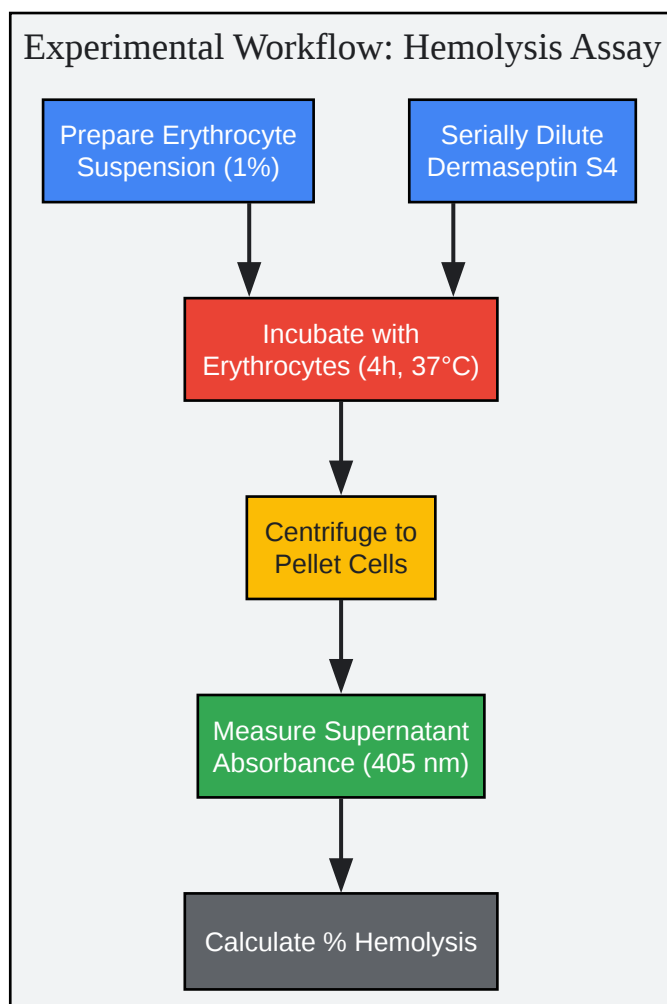 Experimental Workflow: Hemolysis Assay
Prepare Erythrocyte
Suspension (1%)
Serially Dilute
Dermaseptin S4
Incubate with
Erythrocytes (4h, 37°C)
Centrifuge to
Pellet Cells
Measure Supernatant
Absorbance (405 nm)
Calculate % Hemolysis